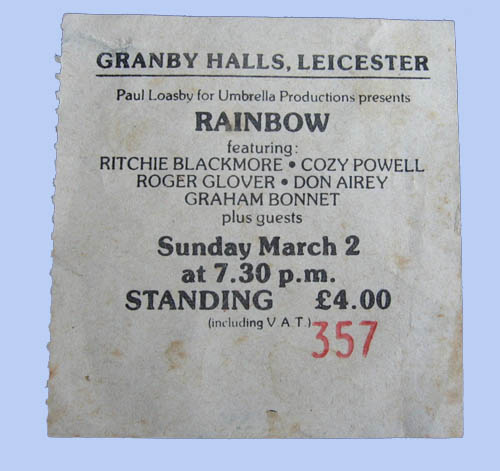 GRANBY HALLS, LEICESTER
Paul Loasby for Umbrella Productions presents
RAINBOW
featuring:
RITCHIE BLACKMORE • COZY POWELL
ROGER GLOVER • DON AIREY
GRAHAM BONNET
plus guests
Sunday March 2
at 7.30 p.m.
STANDING £4.00
(including V.A.T.)
357